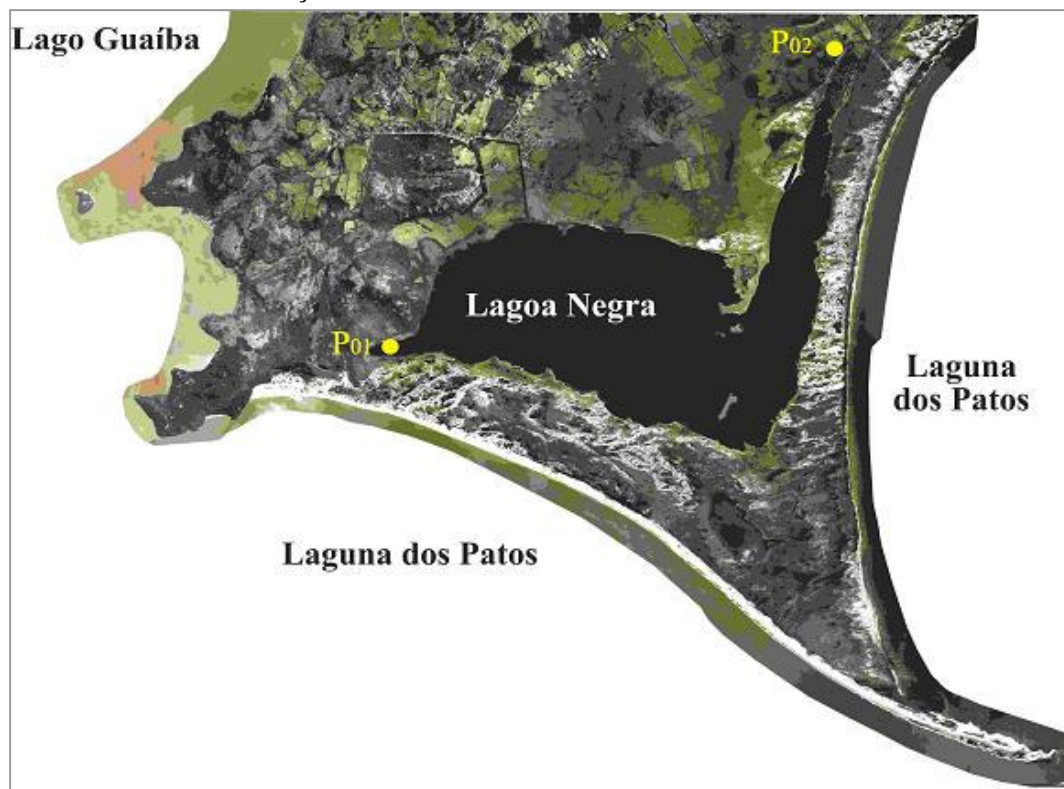 Lago Guaíba
P02
Lagoa Negra
P01
Laguna
dos Patos
Laguna dos Patos